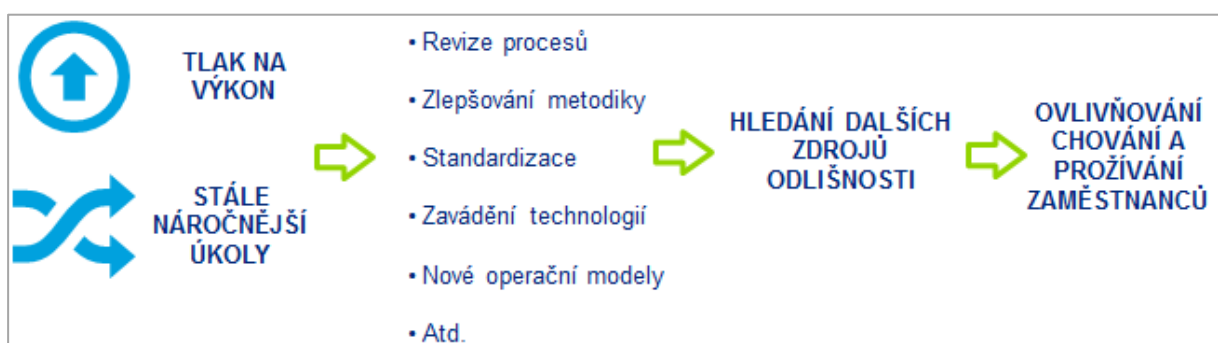 TLAK NA
VÝKON
STÁLE
NÁROČNĚJŠÍ
ÚKOLY
• Revize procesů
• Zlepšování metodiky
• Standardizace
• Zavádění technologií
• Nové operační modely
• Atd.
HLEDÁNÍ DALŠÍCH
ZDROJŮ
ODLIŠNOSTI
OVLIVŇOVÁNÍ
CHOVÁNÍ A
PROŽÍVÁNÍ
ZAMĚSTNANCŮ